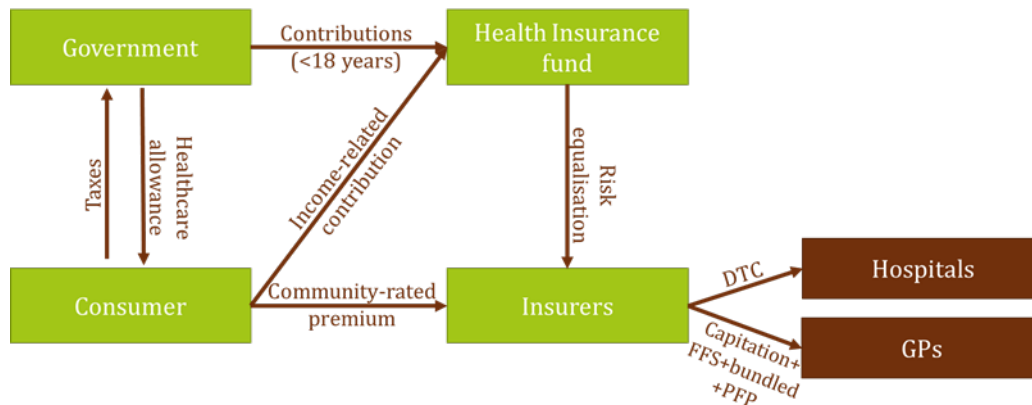 Government
Contributions
(<18 years)
Health Insurance
fund
Taxes
Healthcare
allowance
Income-related
contribution
Risk
equalisation
Consumer
Community-rated
premium
Insurers
DTC
Hospitals
Capitation+
FFS+bundled
+PFP
GPs